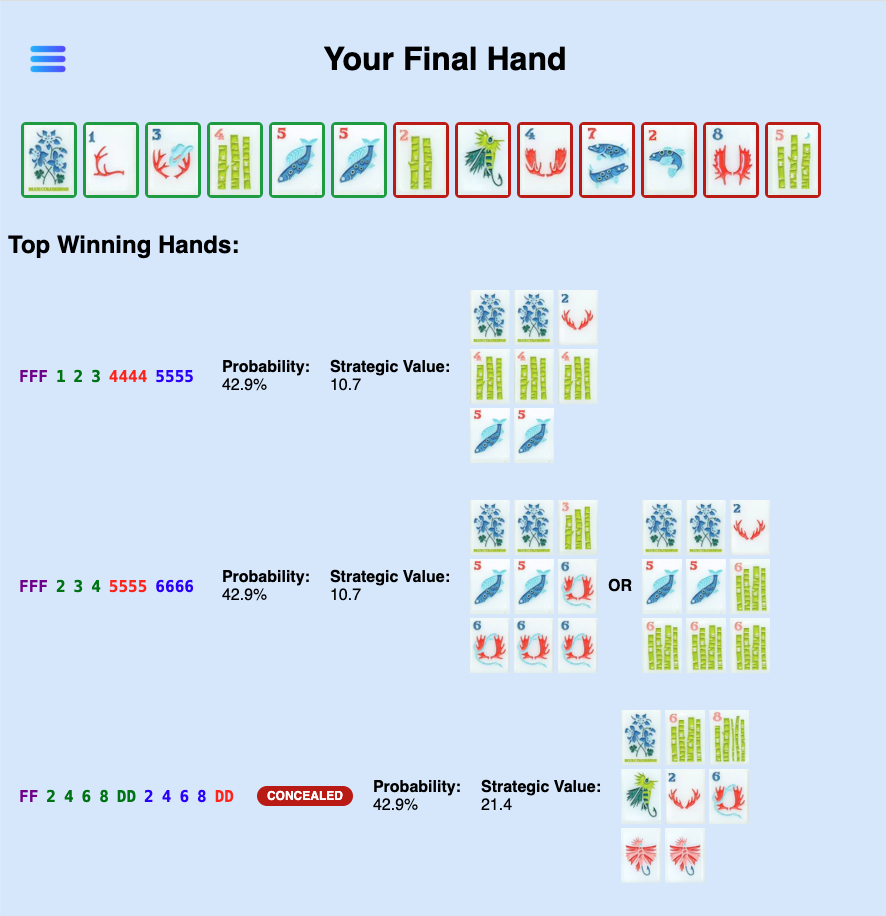 Your Final Hand
1 3 4 5 5 2 4 7 2 8 5
Top Winning Hands:
2
FFF 1 2 3 4444 5555 Probability: 42.9% Strategic Value: 10.7
4 4 4
5 5
3 2
FFF 2 3 4 5555 6666 Probability: 42.9% Strategic Value: 10.7
5 5 6 OR 5 5 6
6 6 6 6 6 6
6 8
FF 2 4 6 8 DD 2 4 6 8 DD CONCEALED Probability: 42.9% Strategic Value: 21.4
2 6